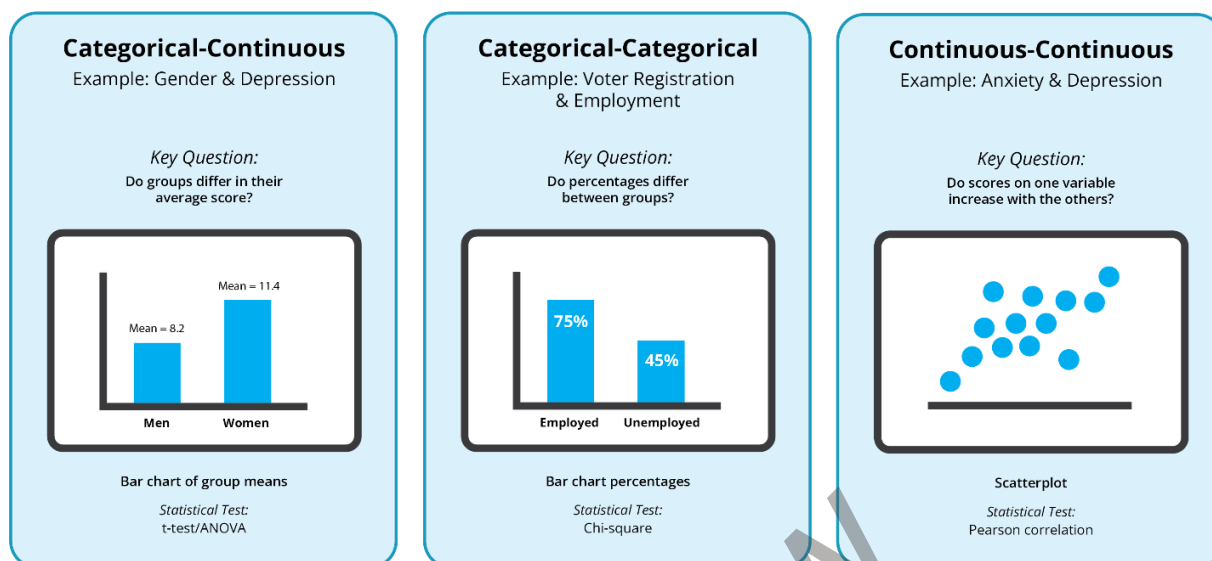 Categorical-Continuous
Example: Gender & Depression
Key Question:
Do groups differ in their
average score?
Mean = 8.2
Mean = 11.4
Men
Women
Bar chart of group means
Statistical Test:
t-test/ANOVA
Categorical-Categorical
Example: Voter Registration
& Employment
Key Question:
Do percentages differ
between groups?
75%
45%
Employed
Unemployed
Bar chart percentages
Statistical Test:
Chi-square
Continuous-Continuous
Example: Anxiety & Depression
Key Question:
Do scores on one variable
increase with the others?
Scatterplot
Statistical Test:
Pearson correlation